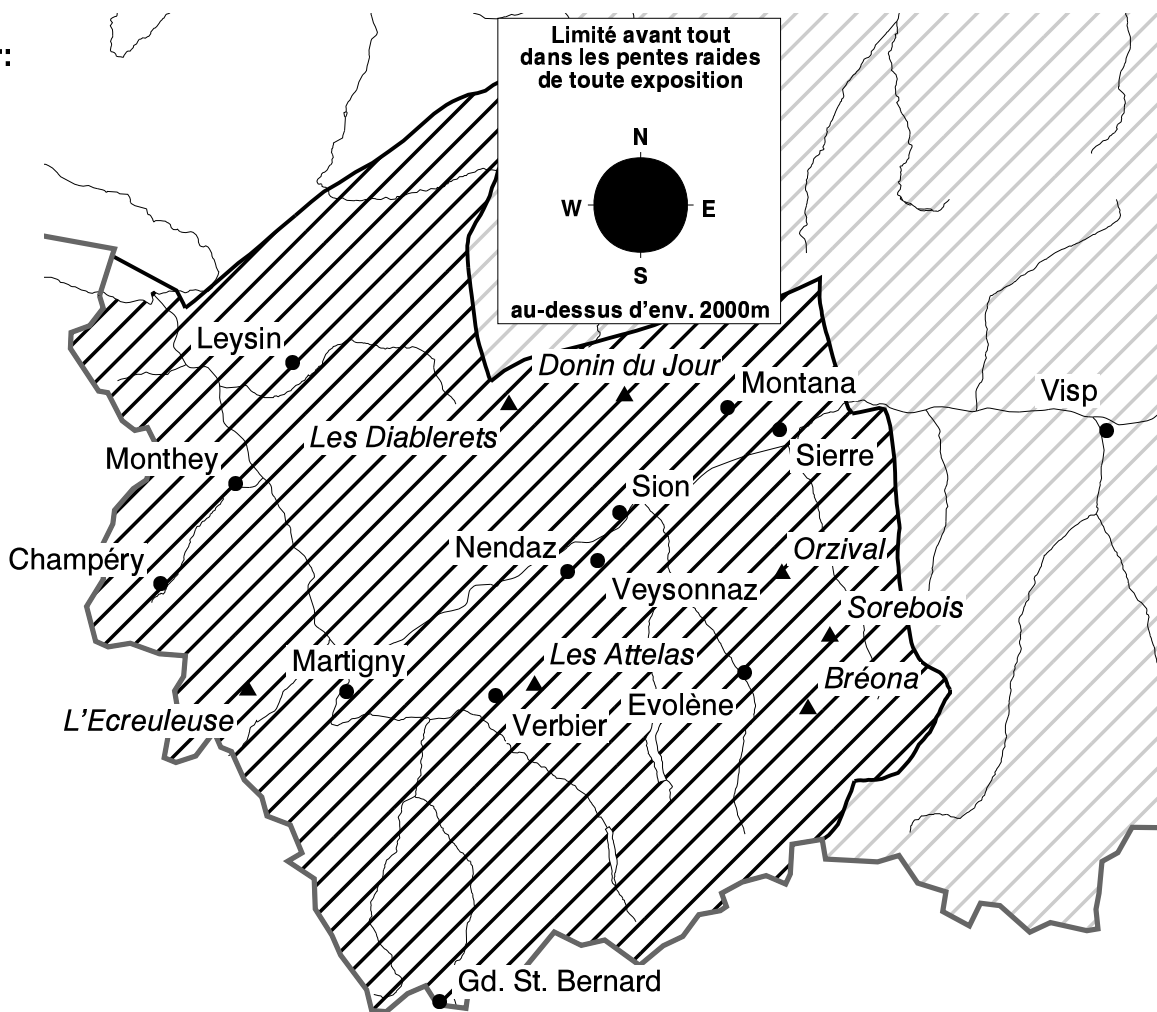 Limité avant tout
dans les pentes raides
de toute exposition
r:
N
W E
S
au-dessus d'env. 2000m
Leysin
Donin du Jour
Montana
Visp
Les Diablerets
Sierre
Monthey
Sion
Nendaz
Orzival
Champéry
Veysonnaz
Sorebois
Martigny
Les Attelas
Bréona
L'Ecreuleuse
Verbier
Evolène
Gd. St. Bernard